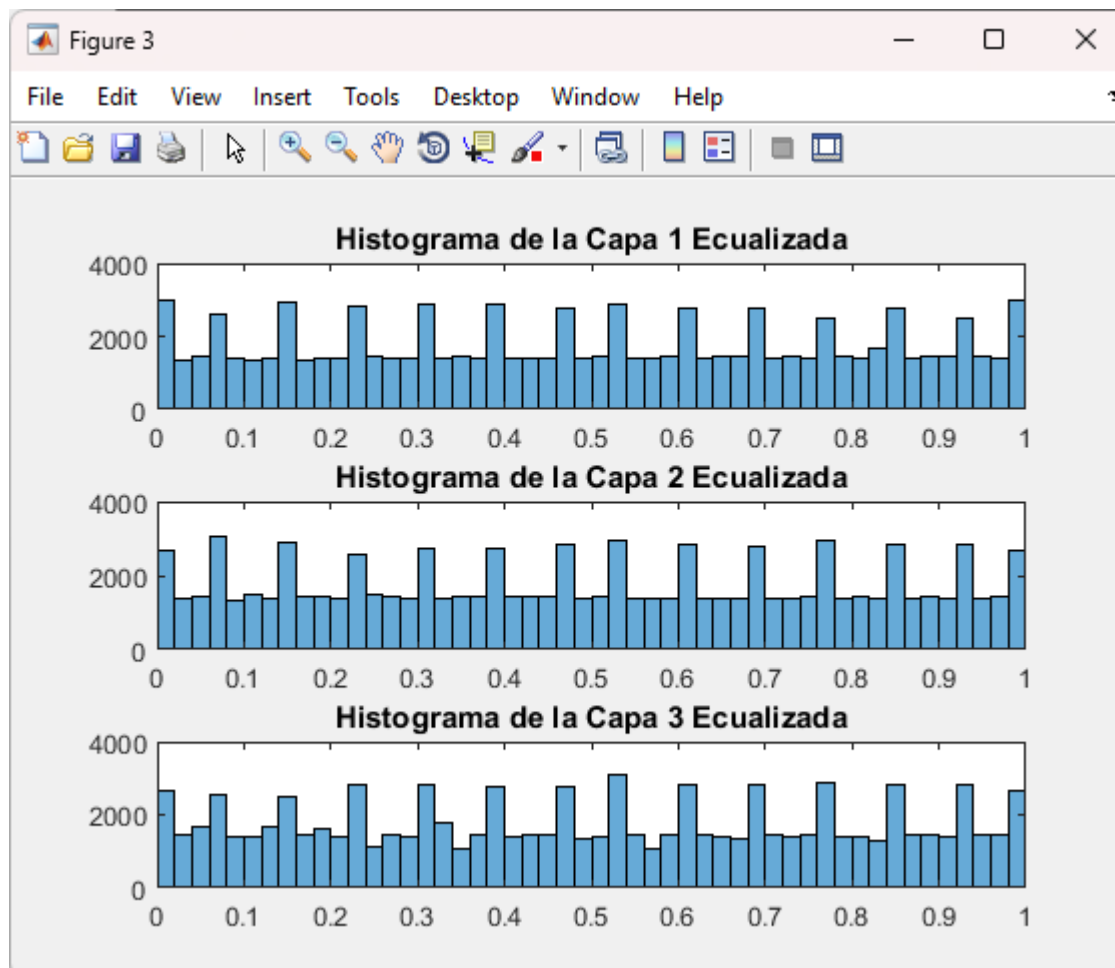 Figure 3
File Edit View Insert Tools Desktop Window Help
Histograma de la Capa 1 Ecualizada
4000
2000
0
0 0.1 0.2 0.3 0.4 0.5 0.6 0.7 0.8 0.9 1
Histograma de la Capa 2 Ecualizada
4000
2000
0
0 0.1 0.2 0.3 0.4 0.5 0.6 0.7 0.8 0.9 1
Histograma de la Capa 3 Ecualizada
4000
2000
0
0 0.1 0.2 0.3 0.4 0.5 0.6 0.7 0.8 0.9 1